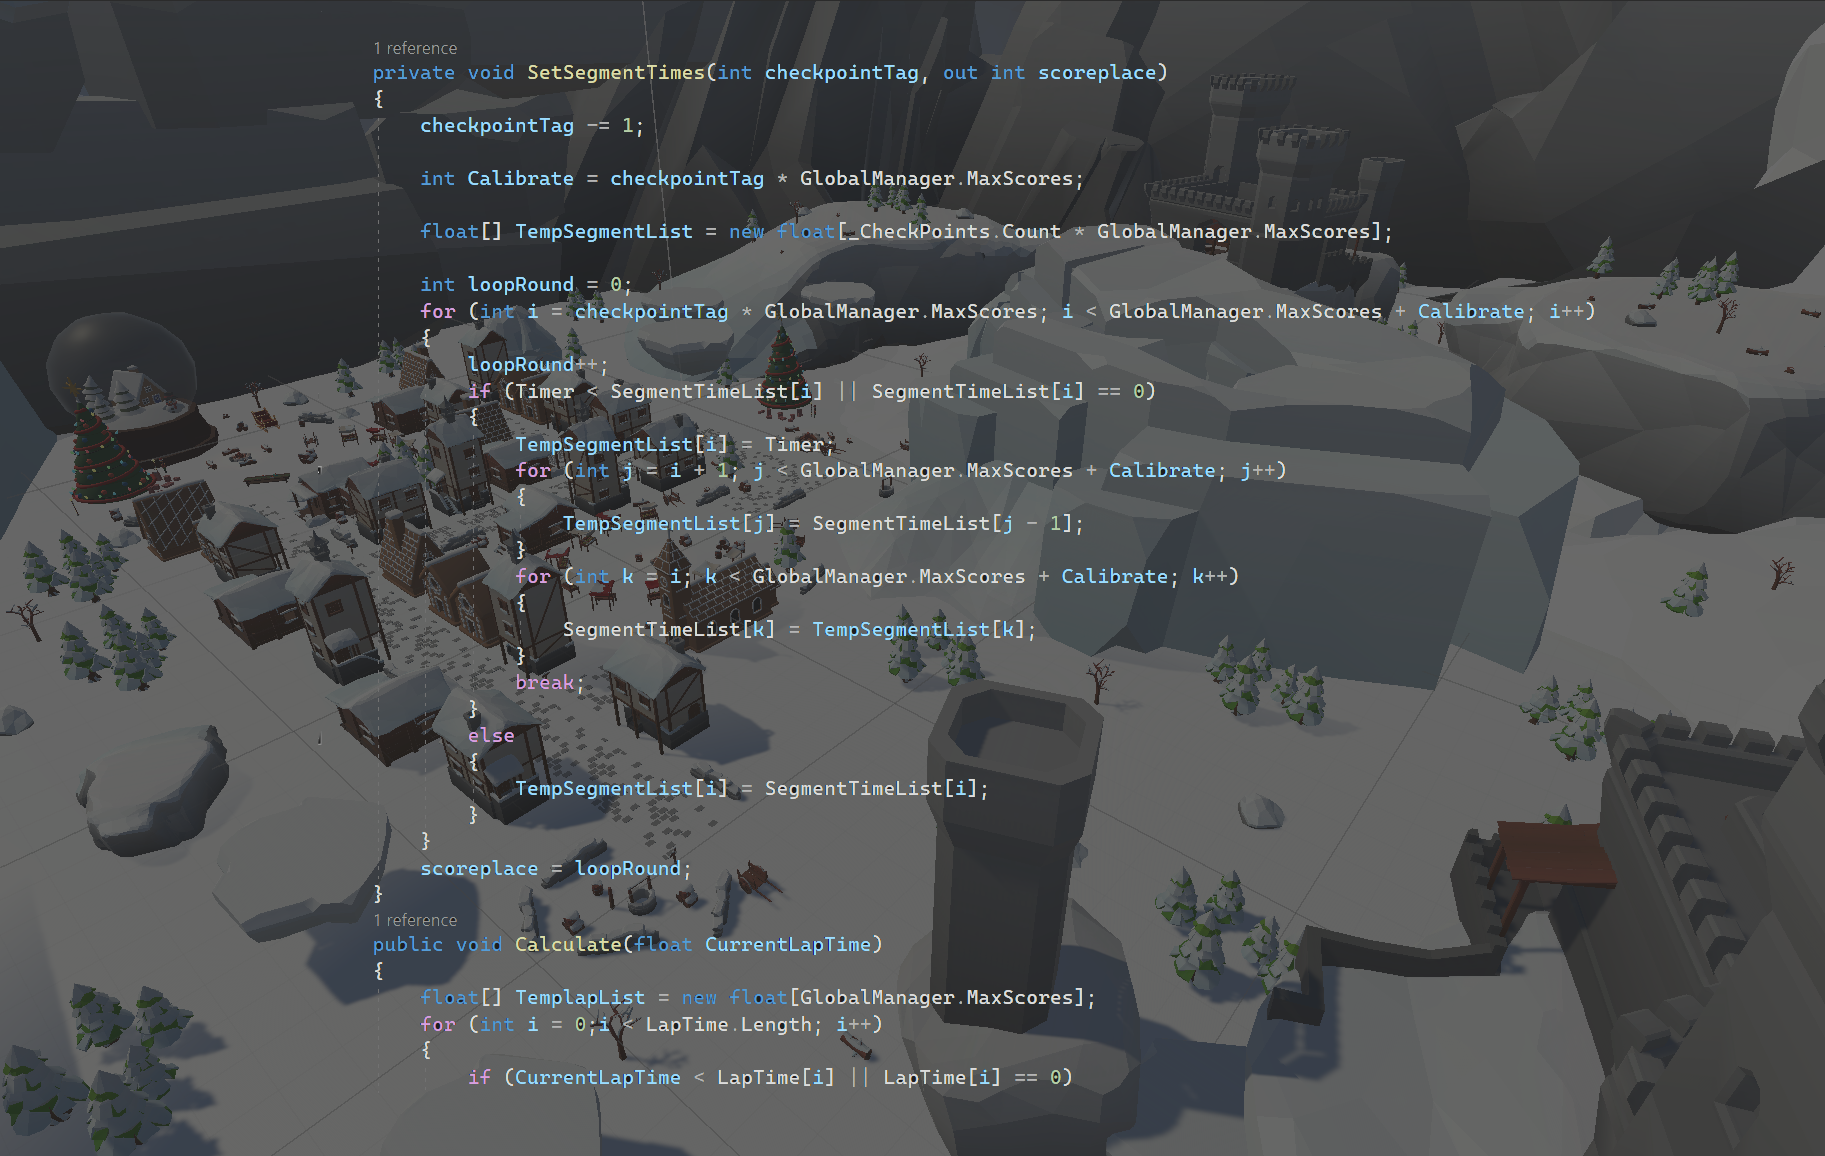 1 reference
private void SetSegmentTimes(int checkpointTag, out int scoreplace)
{
checkpointTag -= 1;
int Calibrate = checkpointTag * GlobalManager.MaxScores;
float[] TempSegmentList = new float[_CheckPoints.Count * GlobalManager.MaxScores];
int loopRound = 0;
for (int i = checkpointTag * GlobalManager.MaxScores; i < GlobalManager.MaxScores + Calibrate; i++)
{
loopRound++;
if (Timer < SegmentTimeList[i] || SegmentTimeList[i] == 0)
{
TempSegmentList[i] = Timer;
for (int j = i + 1; j < GlobalManager.MaxScores + Calibrate; j++)
{
TempSegmentList[j] = SegmentTimeList[j - 1];
}
for (int k = i; k < GlobalManager.MaxScores + Calibrate; k++)
{
SegmentTimeList[k] = TempSegmentList[k];
}
break;
}
else
{
TempSegmentList[i] = SegmentTimeList[i];
}
}
scoreplace = loopRound;
}
1 reference
public void Calculate(float CurrentLapTime)
{
float[] TemplapList = new float[GlobalManager.MaxScores];
for (int i = 0;i < LapTime.Length; i++)
{
if (CurrentLapTime < LapTime[i] || LapTime[i] == 0)